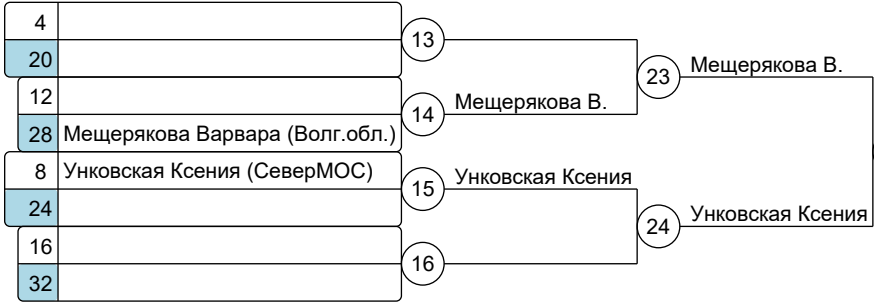 4
13
20
23 Мещерякова В.
12
14 Мещерякова В.
28 Мещерякова Варвара (Волг.обл.)
8 Унковская Ксения (СеверМОС)
15 Унковская Ксения
24
24 Унковская Ксения
16
16
32